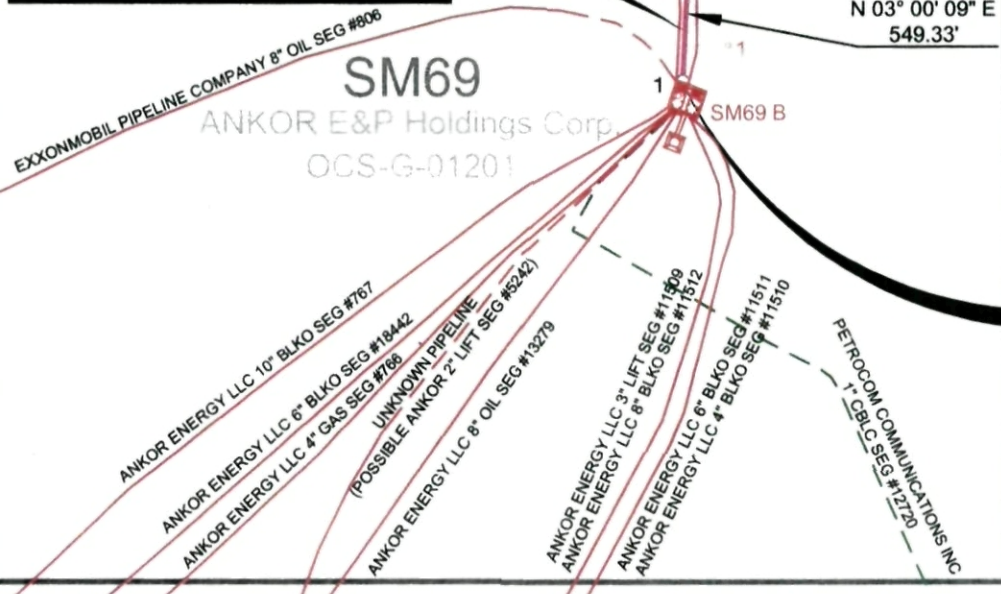 N 03° 00' 09" E
549.33'
EXXONMOBIL PIPELINE COMPANY 8" OIL SEG #806
SM69
ANKOR E&P Holdings Corp.
OCS-G-01201
1
"1
SM69 B
ANKOR ENERGY LLC 10" BLKO SEG #767
ANKOR ENERGY LLC 6" BLKO SEG #18442
ANKOR ENERGY LLC 4" GAS SEG #766
UNKNOWN PIPELINE
(POSSIBLE ANKOR 2" LIFT SEG #5242)
ANKOR ENERGY LLC 8" OIL SEG #13279
ANKOR ENERGY LLC 3" LIFT SEG #11509
ANKOR ENERGY LLC 8" BLKO SEG #11512
ANKOR ENERGY LLC 6" BLKO SEG #11511
ANKOR ENERGY LLC 4" BLKO SEG #11510
PETROCOM COMMUNICATIONS INC
1" CBLC SEG #12720